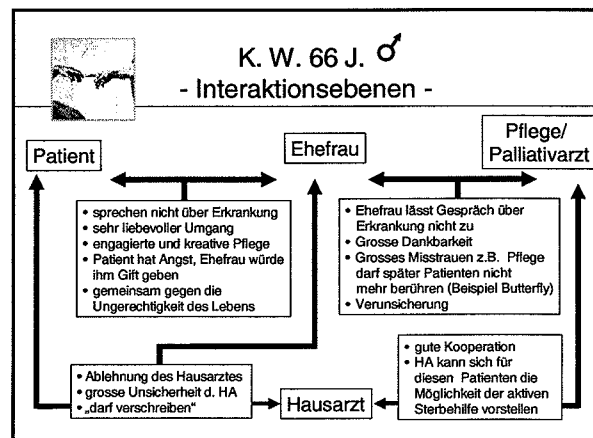 K. W. 66 J. ♂
- Interaktionsebenen -
Patient
Ehefrau
Pflege/
Palliativarzt
• sprechen nicht über Erkrankung
• sehr liebevoller Umgang
• engagierte und kreative Pflege
• Patient hat Angst, Ehefrau würde
ihm Gift geben
• gemeinsam gegen die
Ungerechtigkeit des Lebens
• Ehefrau lässt Gespräch über
Erkrankung nicht zu
• Grosse Dankbarkeit
• Grosses Misstrauen z.B. Pflege
darf später Patienten nicht
mehr berühren (Beispiel Butterfly)
• Verunsicherung
• Ablehnung des Hausarztes
• grosse Unsicherheit d. HA
• „darf verschreiben“
Hausarzt
• gute Kooperation
• HA kann sich für
diesen Patienten die
Möglichkeit der aktiven
Sterbehilfe vorstellen